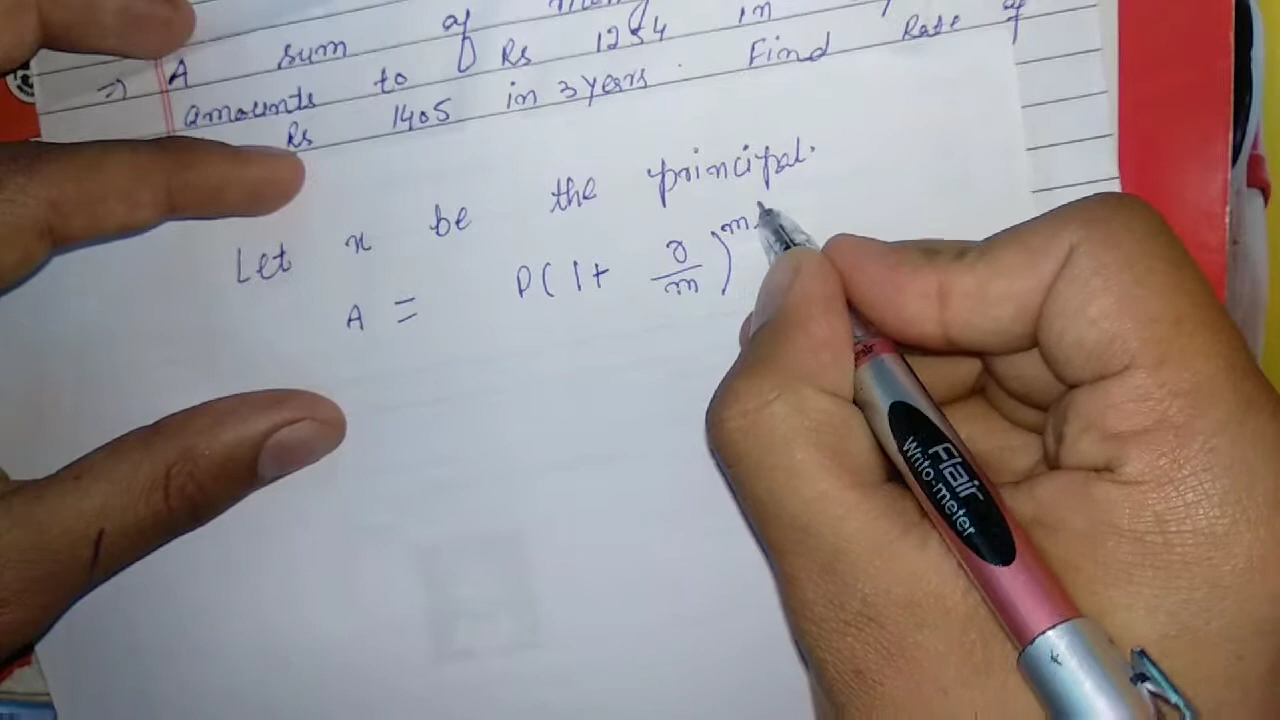 => A sum of Rs 1254 in
amounts to Rs 1405 in 3 years. Find Rate of
Let x be the principal.
A = P(1+ r/m)^m
Flair
Writo-meter